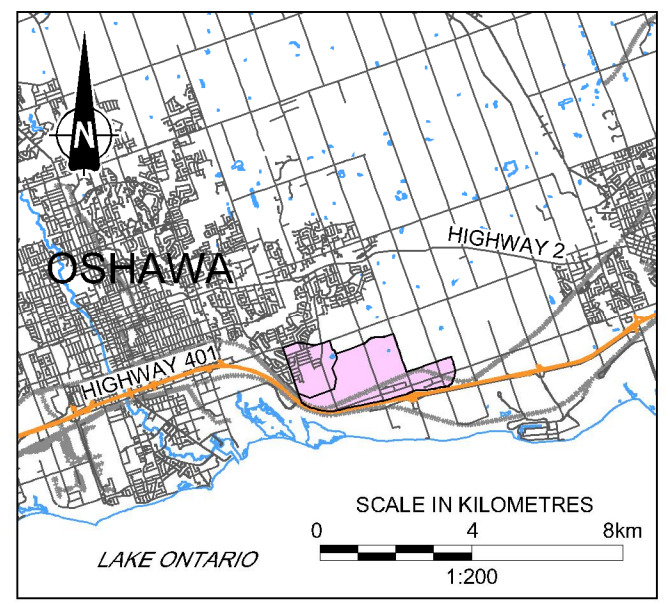 N
HIGHWAY 2
OSHAWA
HIGHWAY 401
SCALE IN KILOMETRES
0 4 8km
1:200
LAKE ONTARIO